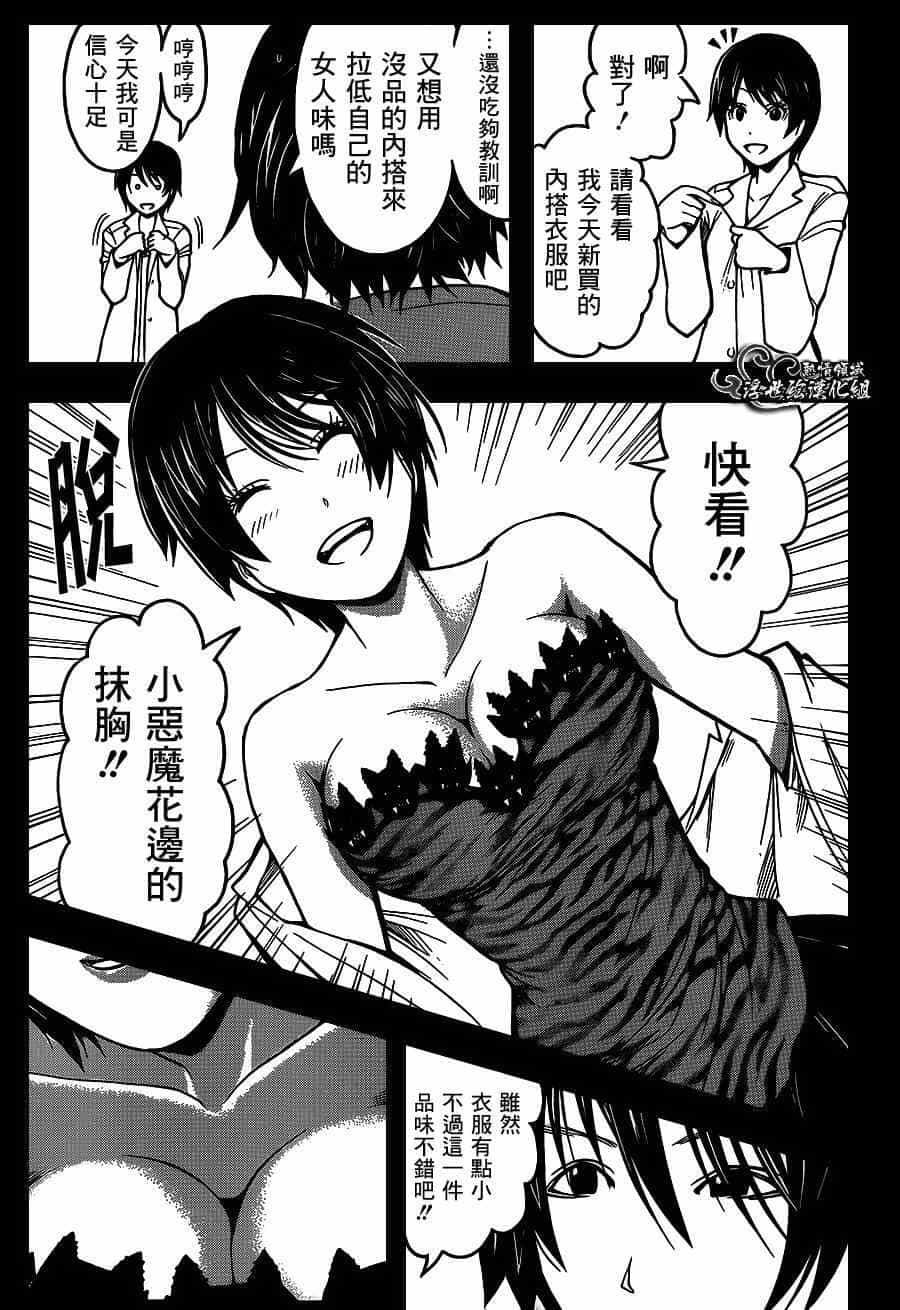 啊
對了！
請看看
我今天新買的
內搭衣服吧
…還沒吃夠教訓啊
又想用
沒品的內搭來
拉低自己的
女人味嗎
哼哼哼
今天我可是
信心十足
熱情領域
浮世繪漢化組
快看!!
脫
小惡魔花邊的
抹胸!!
雖然
衣服有點小
不過這一件
品味不錯吧!!